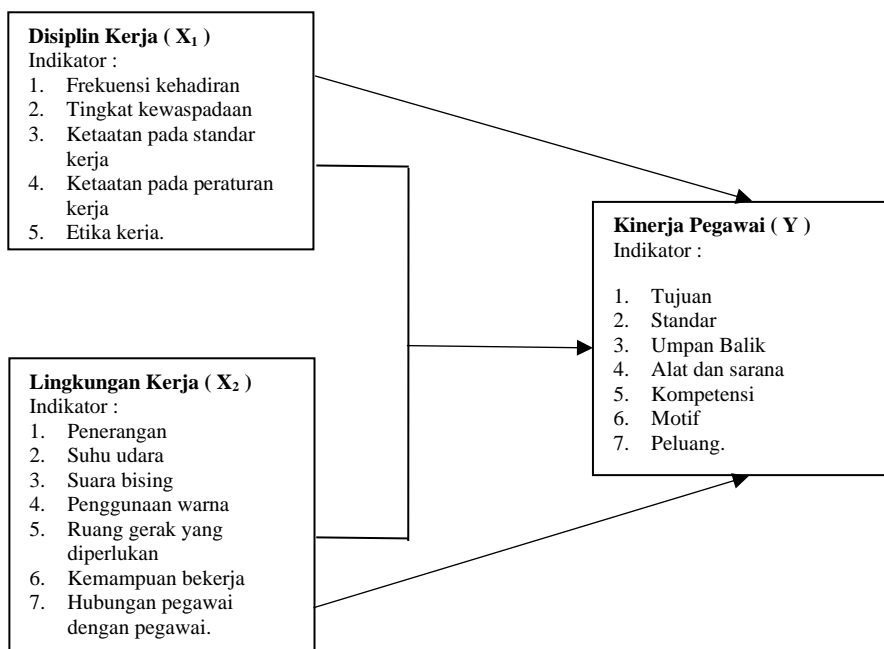 Disiplin Kerja ( X₁ )
Indikator :
1. Frekuensi kehadiran
2. Tingkat kewaspadaan
3. Ketaatan pada standar
kerja
4. Ketaatan pada peraturan
kerja
5. Etika kerja.
Kinerja Pegawai ( Y )
Indikator :
1. Tujuan
2. Standar
3. Umpan Balik
4. Alat dan sarana
5. Kompetensi
6. Motif
7. Peluang.
Lingkungan Kerja ( X₂ )
Indikator :
1. Penerangan
2. Suhu udara
3. Suara bising
4. Penggunaan warna
5. Ruang gerak yang
diperlukan
6. Kemampuan bekerja
7. Hubungan pegawai
dengan pegawai.